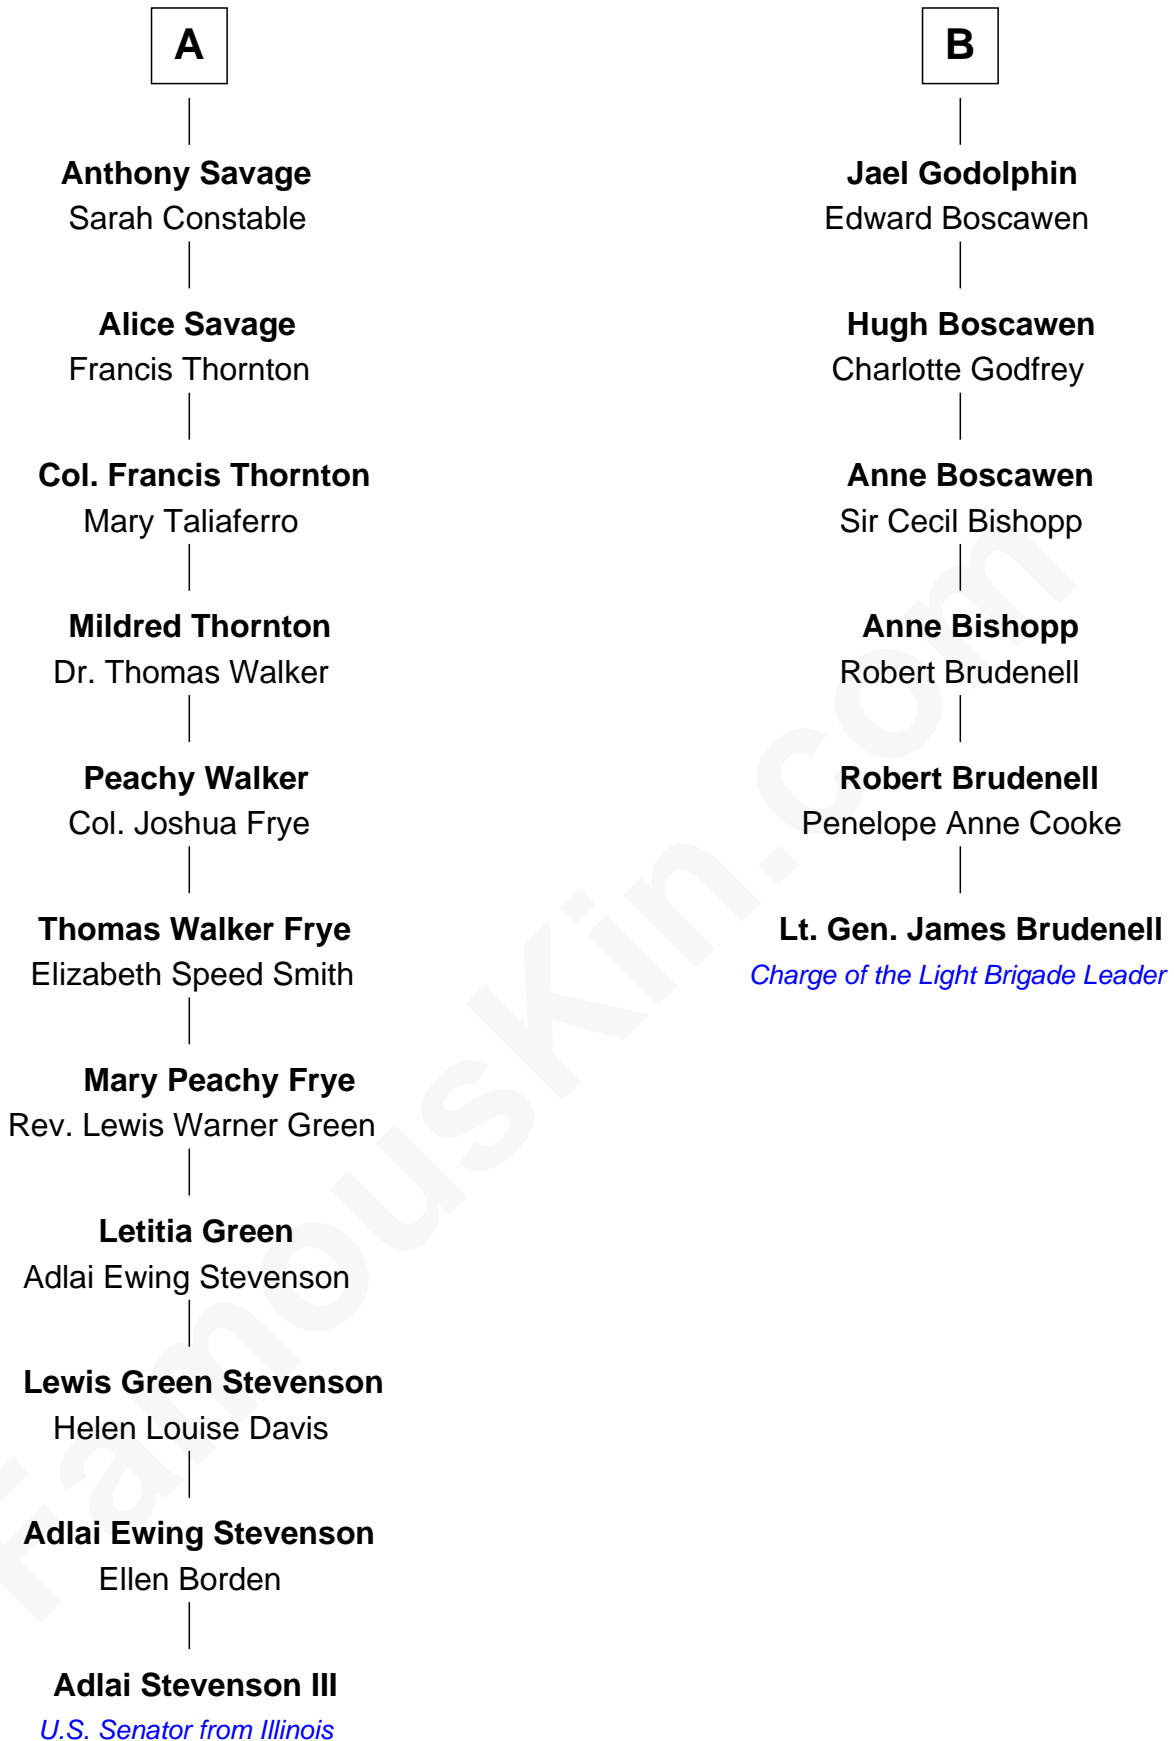 A
Anthony Savage
Sarah Constable
Alice Savage
Francis Thornton
Col. Francis Thornton
Mary Taliaferro
Mildred Thornton
Dr. Thomas Walker
Peachy Walker
Col. Joshua Frye
Thomas Walker Frye
Elizabeth Speed Smith
Mary Peachy Frye
Rev. Lewis Warner Green
Letitia Green
Adlai Ewing Stevenson
Lewis Green Stevenson
Helen Louise Davis
Adlai Ewing Stevenson
Ellen Borden
Adlai Stevenson III
U.S. Senator from Illinois
B
Jael Godolphin
Edward Boscawen
Hugh Boscawen
Charlotte Godfrey
Anne Boscawen
Sir Cecil Bishopp
Anne Bishopp
Robert Brudenell
Robert Brudenell
Penelope Anne Cooke
Lt. Gen. James Brudenell
Charge of the Light Brigade Leader
FamousKin.com